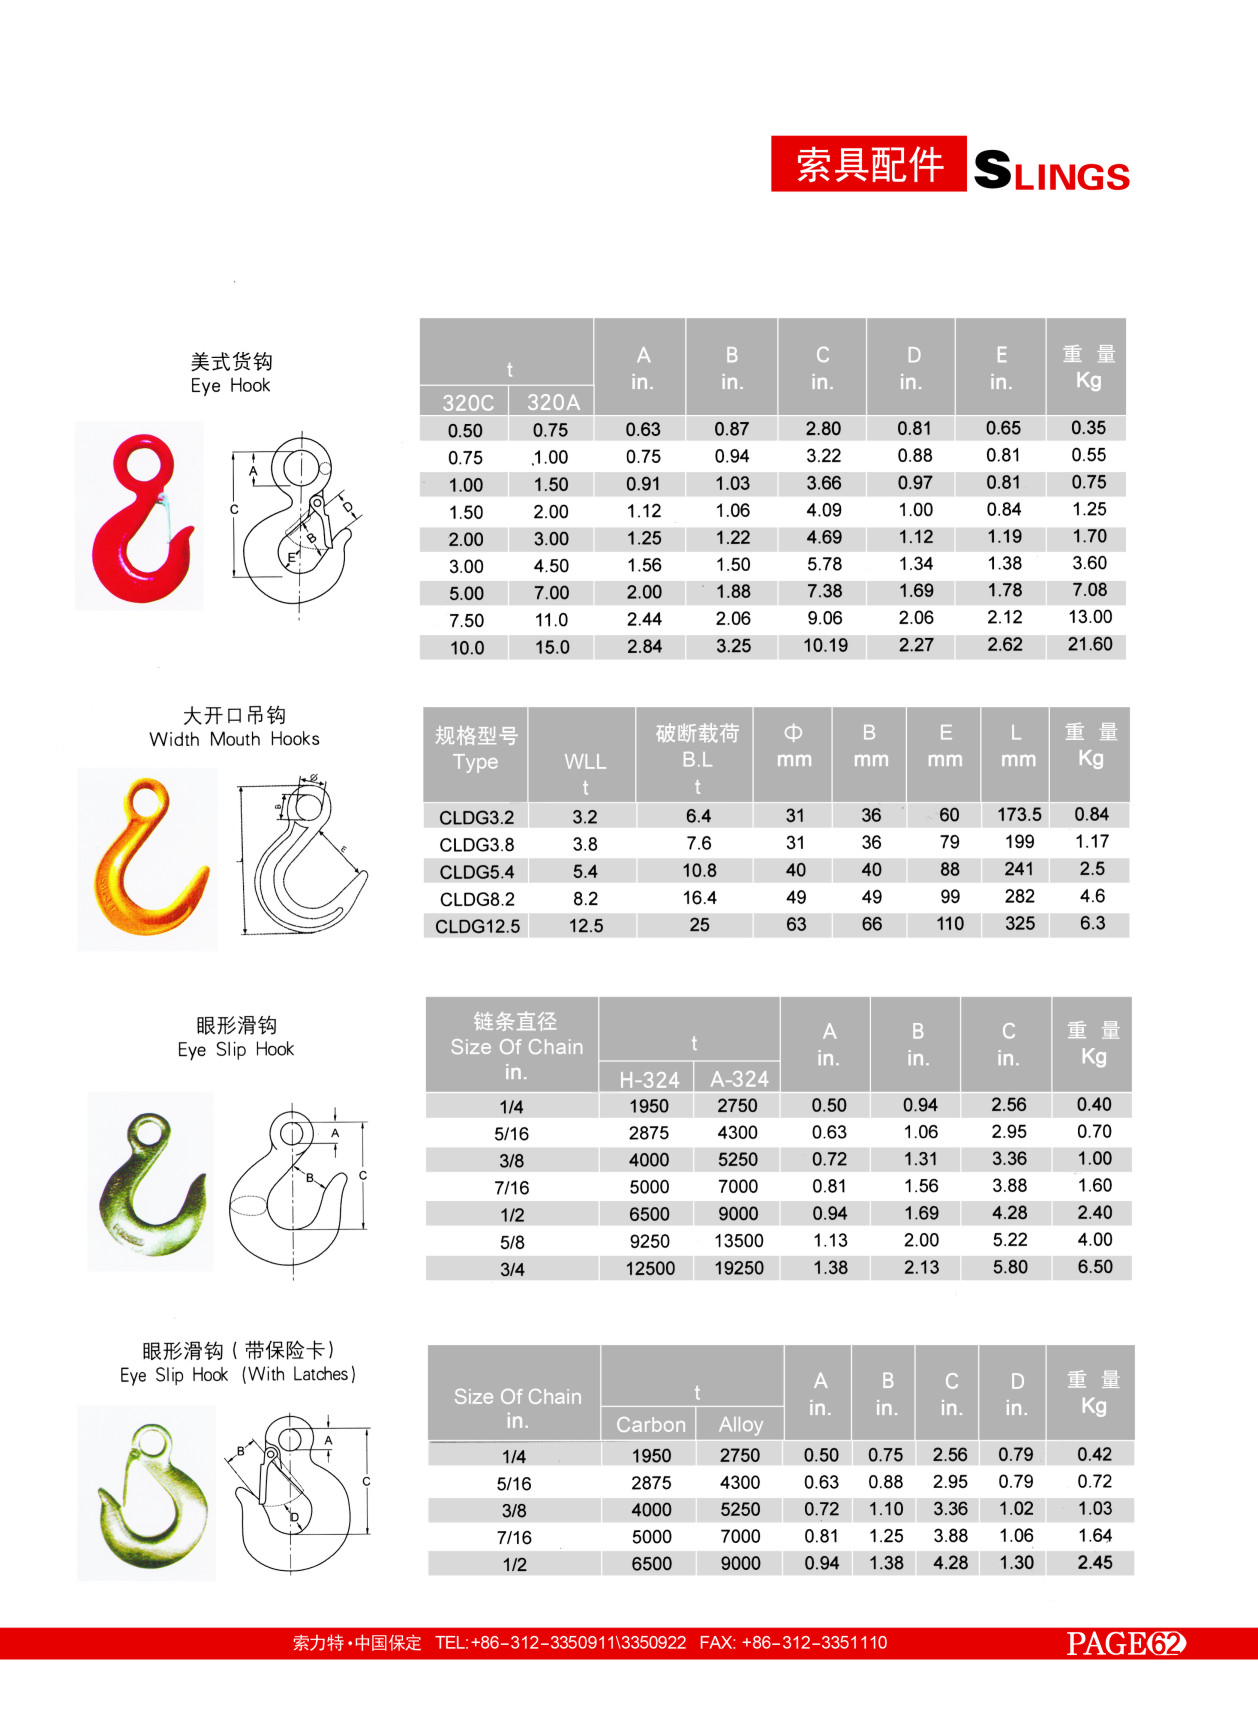 索具配件 SLINGS
美式货钩
Eye Hook
A
C
D
B
E
t A B C D E 重 量
in. in. in. in. in. Kg
320C 320A
0.50 0.75 0.63 0.87 2.80 0.81 0.65 0.35
0.75 1.00 0.75 0.94 3.22 0.88 0.81 0.55
1.00 1.50 0.91 1.03 3.66 0.97 0.81 0.75
1.50 2.00 1.12 1.06 4.09 1.00 0.84 1.25
2.00 3.00 1.25 1.22 4.69 1.12 1.19 1.70
3.00 4.50 1.56 1.50 5.78 1.34 1.38 3.60
5.00 7.00 2.00 1.88 7.38 1.69 1.78 7.08
7.50 11.0 2.44 2.06 9.06 2.06 2.12 13.00
10.0 15.0 2.84 3.25 10.19 2.27 2.62 21.60
大开口吊钩
Width Mouth Hooks
Ø
B
E
L
规格型号 破断载荷 Φ B E L 重 量
Type WLL B.L mm mm mm mm Kg
t t
CLDG3.2 3.2 6.4 31 36 60 173.5 0.84
CLDG3.8 3.8 7.6 31 36 79 199 1.17
CLDG5.4 5.4 10.8 40 40 88 241 2.5
CLDG8.2 8.2 16.4 49 49 99 282 4.6
CLDG12.5 12.5 25 63 66 110 325 6.3
眼形滑钩
Eye Slip Hook
A
B
C
链条直径 t A B C 重 量
Size Of Chain in. in. in. Kg
in. H-324 A-324
1/4 1950 2750 0.50 0.94 2.56 0.40
5/16 2875 4300 0.63 1.06 2.95 0.70
3/8 4000 5250 0.72 1.31 3.36 1.00
7/16 5000 7000 0.81 1.56 3.88 1.60
1/2 6500 9000 0.94 1.69 4.28 2.40
5/8 9250 13500 1.13 2.00 5.22 4.00
3/4 12500 19250 1.38 2.13 5.80 6.50
眼形滑钩（带保险卡）
Eye Slip Hook (With Latches)
A
B
C
D
Size Of Chain t A B C D 重 量
in. Carbon Alloy in. in. in. in. Kg
1/4 1950 2750 0.50 0.75 2.56 0.79 0.42
5/16 2875 4300 0.63 0.88 2.95 0.79 0.72
3/8 4000 5250 0.72 1.10 3.36 1.02 1.03
7/16 5000 7000 0.81 1.25 3.88 1.06 1.64
1/2 6500 9000 0.94 1.38 4.28 1.30 2.45
索力特·中国保定 TEL:+86-312-3350911\3350922 FAX: +86-312-3351110
PAGE62